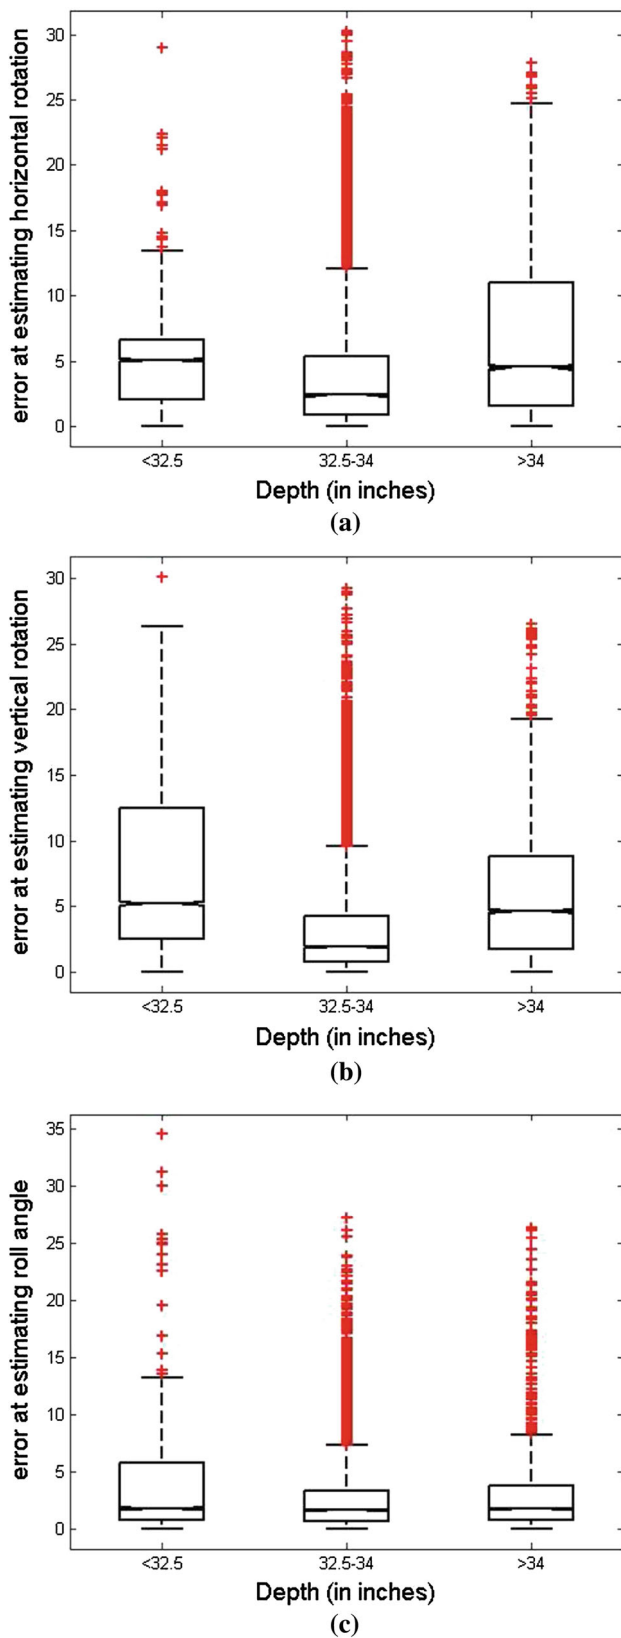 error at estimating horizontal rotation
30
25
20
15
10
5
0
<32.5 32.5-34 >34
Depth (in inches)
(a)
error at estimating vertical rotation
30
25
20
15
10
5
0
<32.5 32.5-34 >34
Depth (in inches)
(b)
error at estimating roll angle
35
30
25
20
15
10
5
0
<32.5 32.5-34 >34
Depth (in inches)
(c)